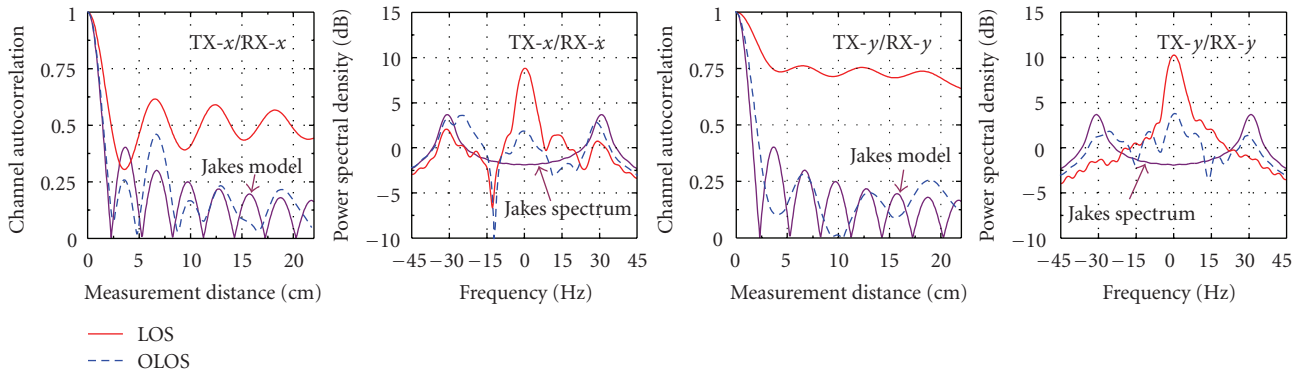 Channel autocorrelation
1
0.75
0.5
0.25
0
TX-x/RX-x
Jakes model
0 5 10 15 20
Measurement distance (cm)
Power spectral density (dB)
15
10
5
0
−5
−10
TX-x/RX-x
Jakes spectrum
−45 −30 −15 0 15 30 45
Frequency (Hz)
Channel autocorrelation
1
0.75
0.5
0.25
0
TX-y/RX-y
Jakes model
0 5 10 15 20
Measurement distance (cm)
Power spectral density (dB)
15
10
5
0
−5
−10
TX-y/RX-y
Jakes spectrum
−45 −30 −15 0 15 30 45
Frequency (Hz)
LOS
OLOS